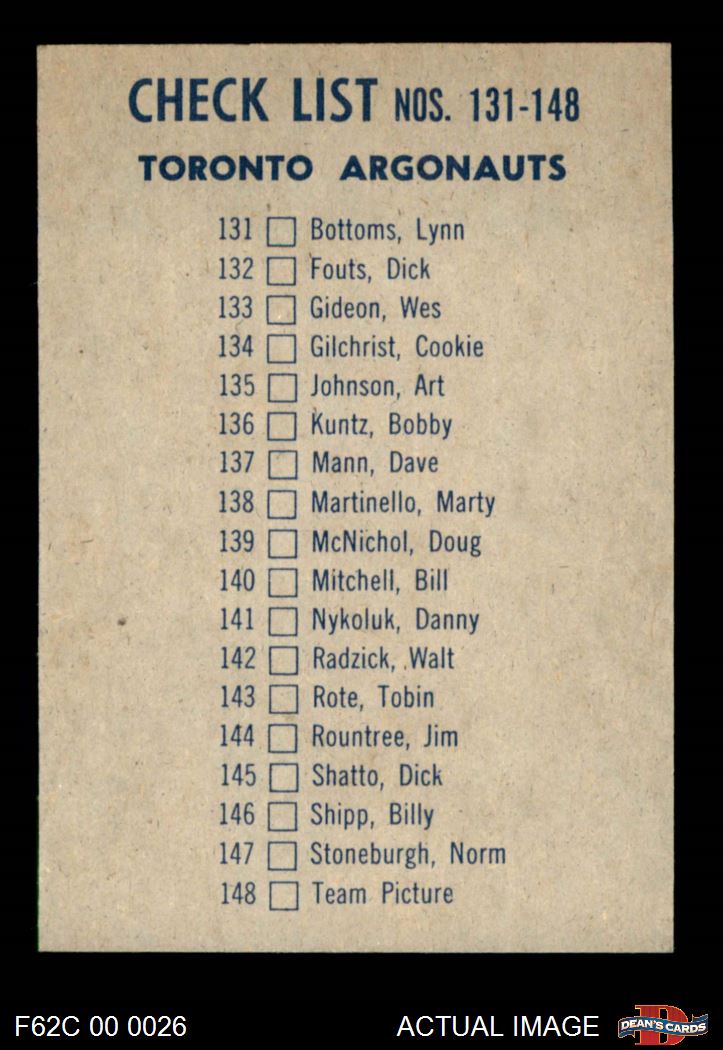 CHECK LIST NOS. 131-148
TORONTO ARGONAUTS
131 Bottoms, Lynn
132 Fouts, Dick
133 Gideon, Wes
134 Gilchrist, Cookie
135 Johnson, Art
136 Kuntz, Bobby
137 Mann, Dave
138 Martinello, Marty
139 McNichol, Doug
140 Mitchell, Bill
141 Nykoluk, Danny
142 Radzick, Walt
143 Rote, Tobin
144 Rountree, Jim
145 Shatto, Dick
146 Shipp, Billy
147 Stoneburgh, Norm
148 Team Picture
F62C 00 0026 ACTUAL IMAGE D DEAN'S CARDS